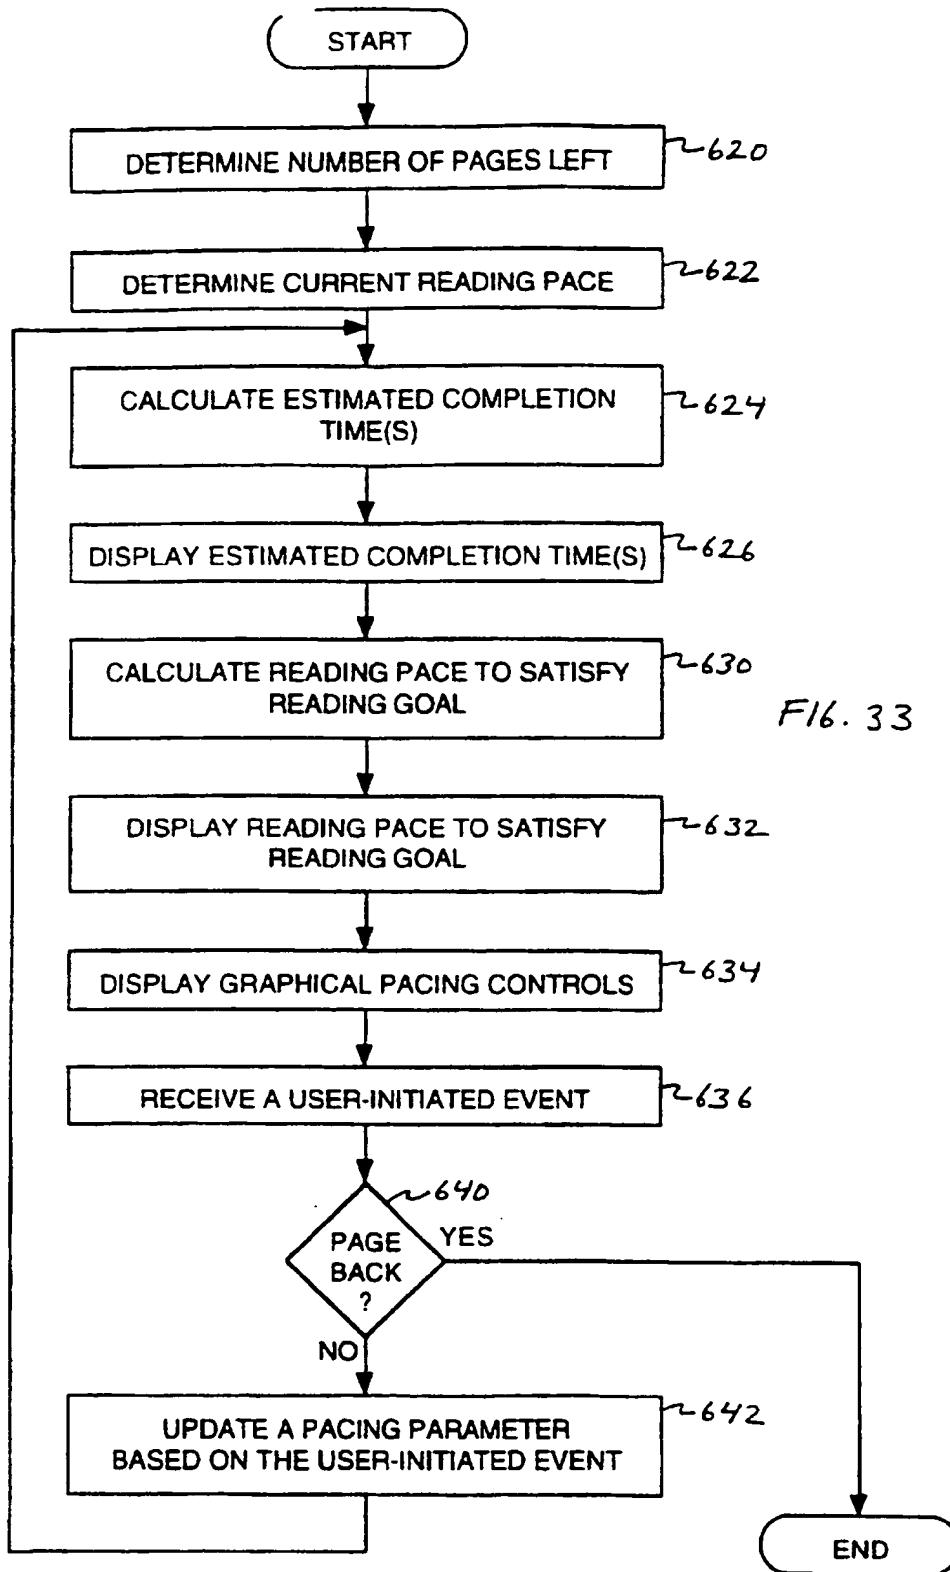 START
DETERMINE NUMBER OF PAGES LEFT
620
DETERMINE CURRENT READING PACE
622
CALCULATE ESTIMATED COMPLETION
TIME(S)
624
DISPLAY ESTIMATED COMPLETION TIME(S)
626
CALCULATE READING PACE TO SATISFY
READING GOAL
630
FIG. 33
DISPLAY READING PACE TO SATISFY
READING GOAL
632
DISPLAY GRAPHICAL PACING CONTROLS
634
RECEIVE A USER-INITIATED EVENT
636
640
PAGE
BACK
?
YES
NO
UPDATE A PACING PARAMETER
BASED ON THE USER-INITIATED EVENT
642
END